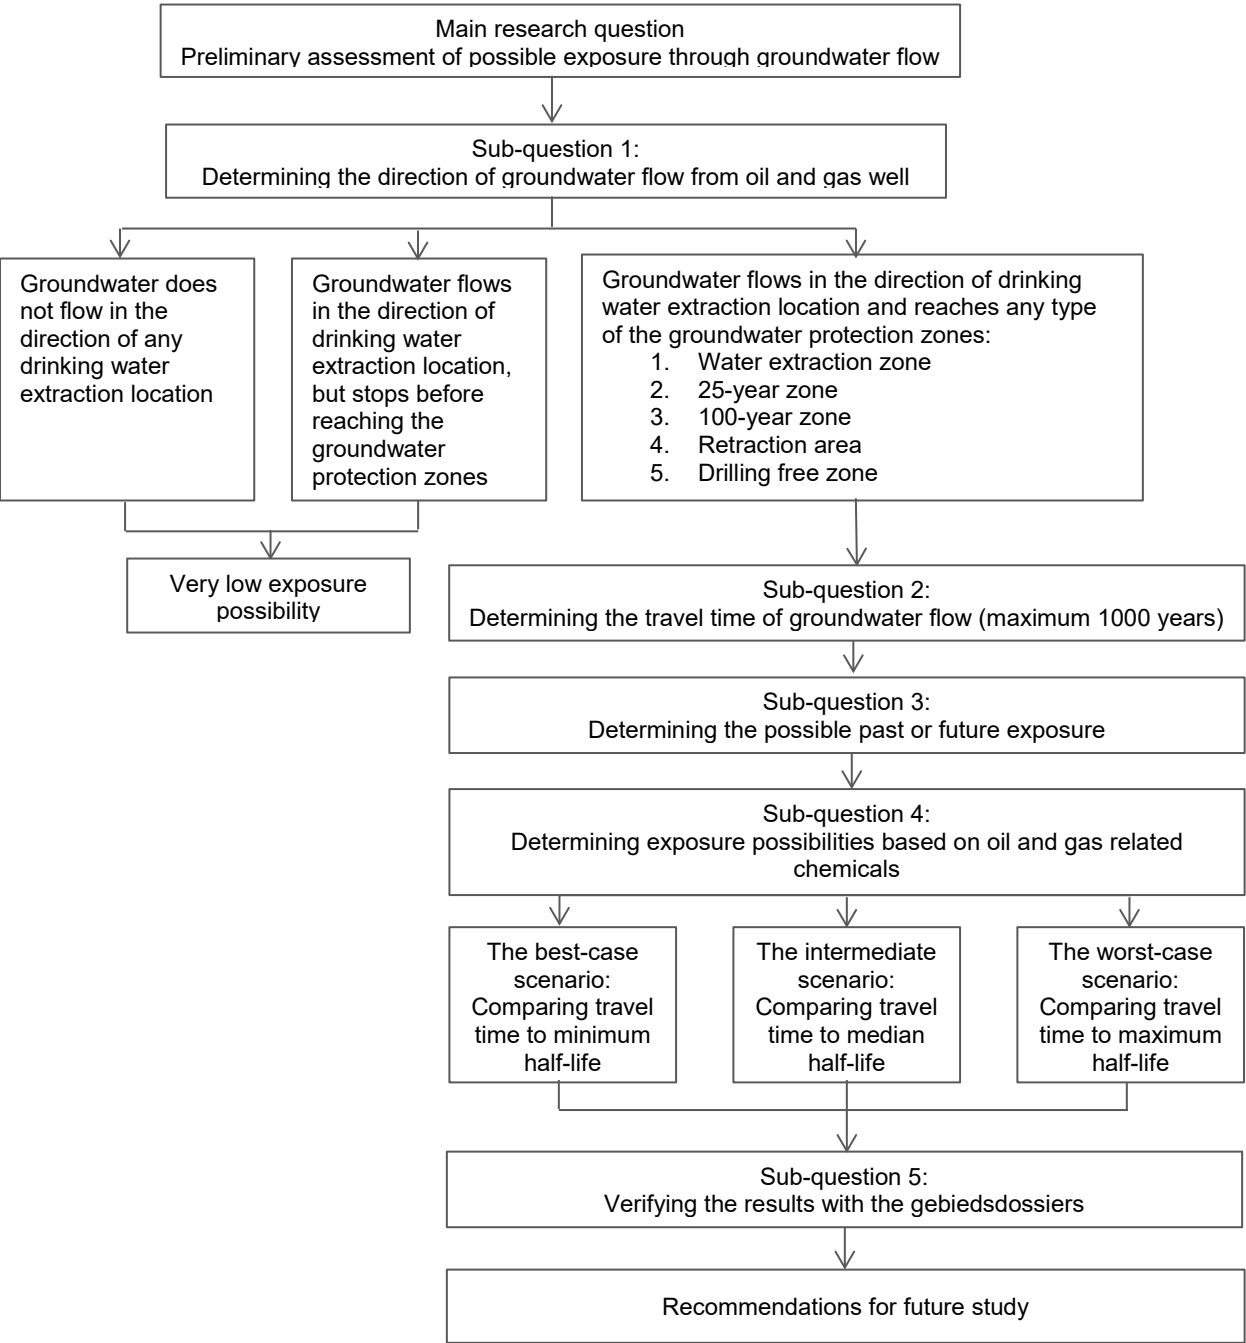 Main research question
Preliminary assessment of possible exposure through groundwater flow
Sub-question 1:
Determining the direction of groundwater flow from oil and gas well
Groundwater does
not flow in the
direction of any
drinking water
extraction location
Groundwater flows
in the direction of
drinking water
extraction location,
but stops before
reaching the
groundwater
protection zones
Groundwater flows in the direction of drinking
water extraction location and reaches any type
of the groundwater protection zones:
1. Water extraction zone
2. 25-year zone
3. 100-year zone
4. Retraction area
5. Drilling free zone
Very low exposure
possibility
Sub-question 2:
Determining the travel time of groundwater flow (maximum 1000 years)
Sub-question 3:
Determining the possible past or future exposure
Sub-question 4:
Determining exposure possibilities based on oil and gas related
chemicals
The best-case
scenario:
Comparing travel
time to minimum
half-life
The intermediate
scenario:
Comparing travel
time to median
half-life
The worst-case
scenario:
Comparing travel
time to maximum
half-life
Sub-question 5:
Verifying the results with the gebiedsdossiers
Recommendations for future study